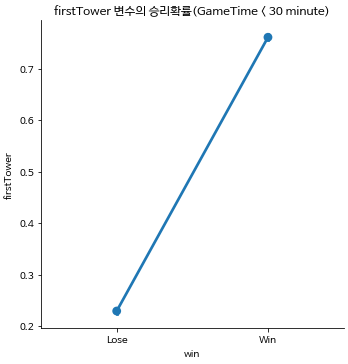 firstTower 변수의 승리확률(GameTime < 30 minute)
0.7
0.6
0.5
0.4
0.3
0.2
firstTower
Lose
Win
win